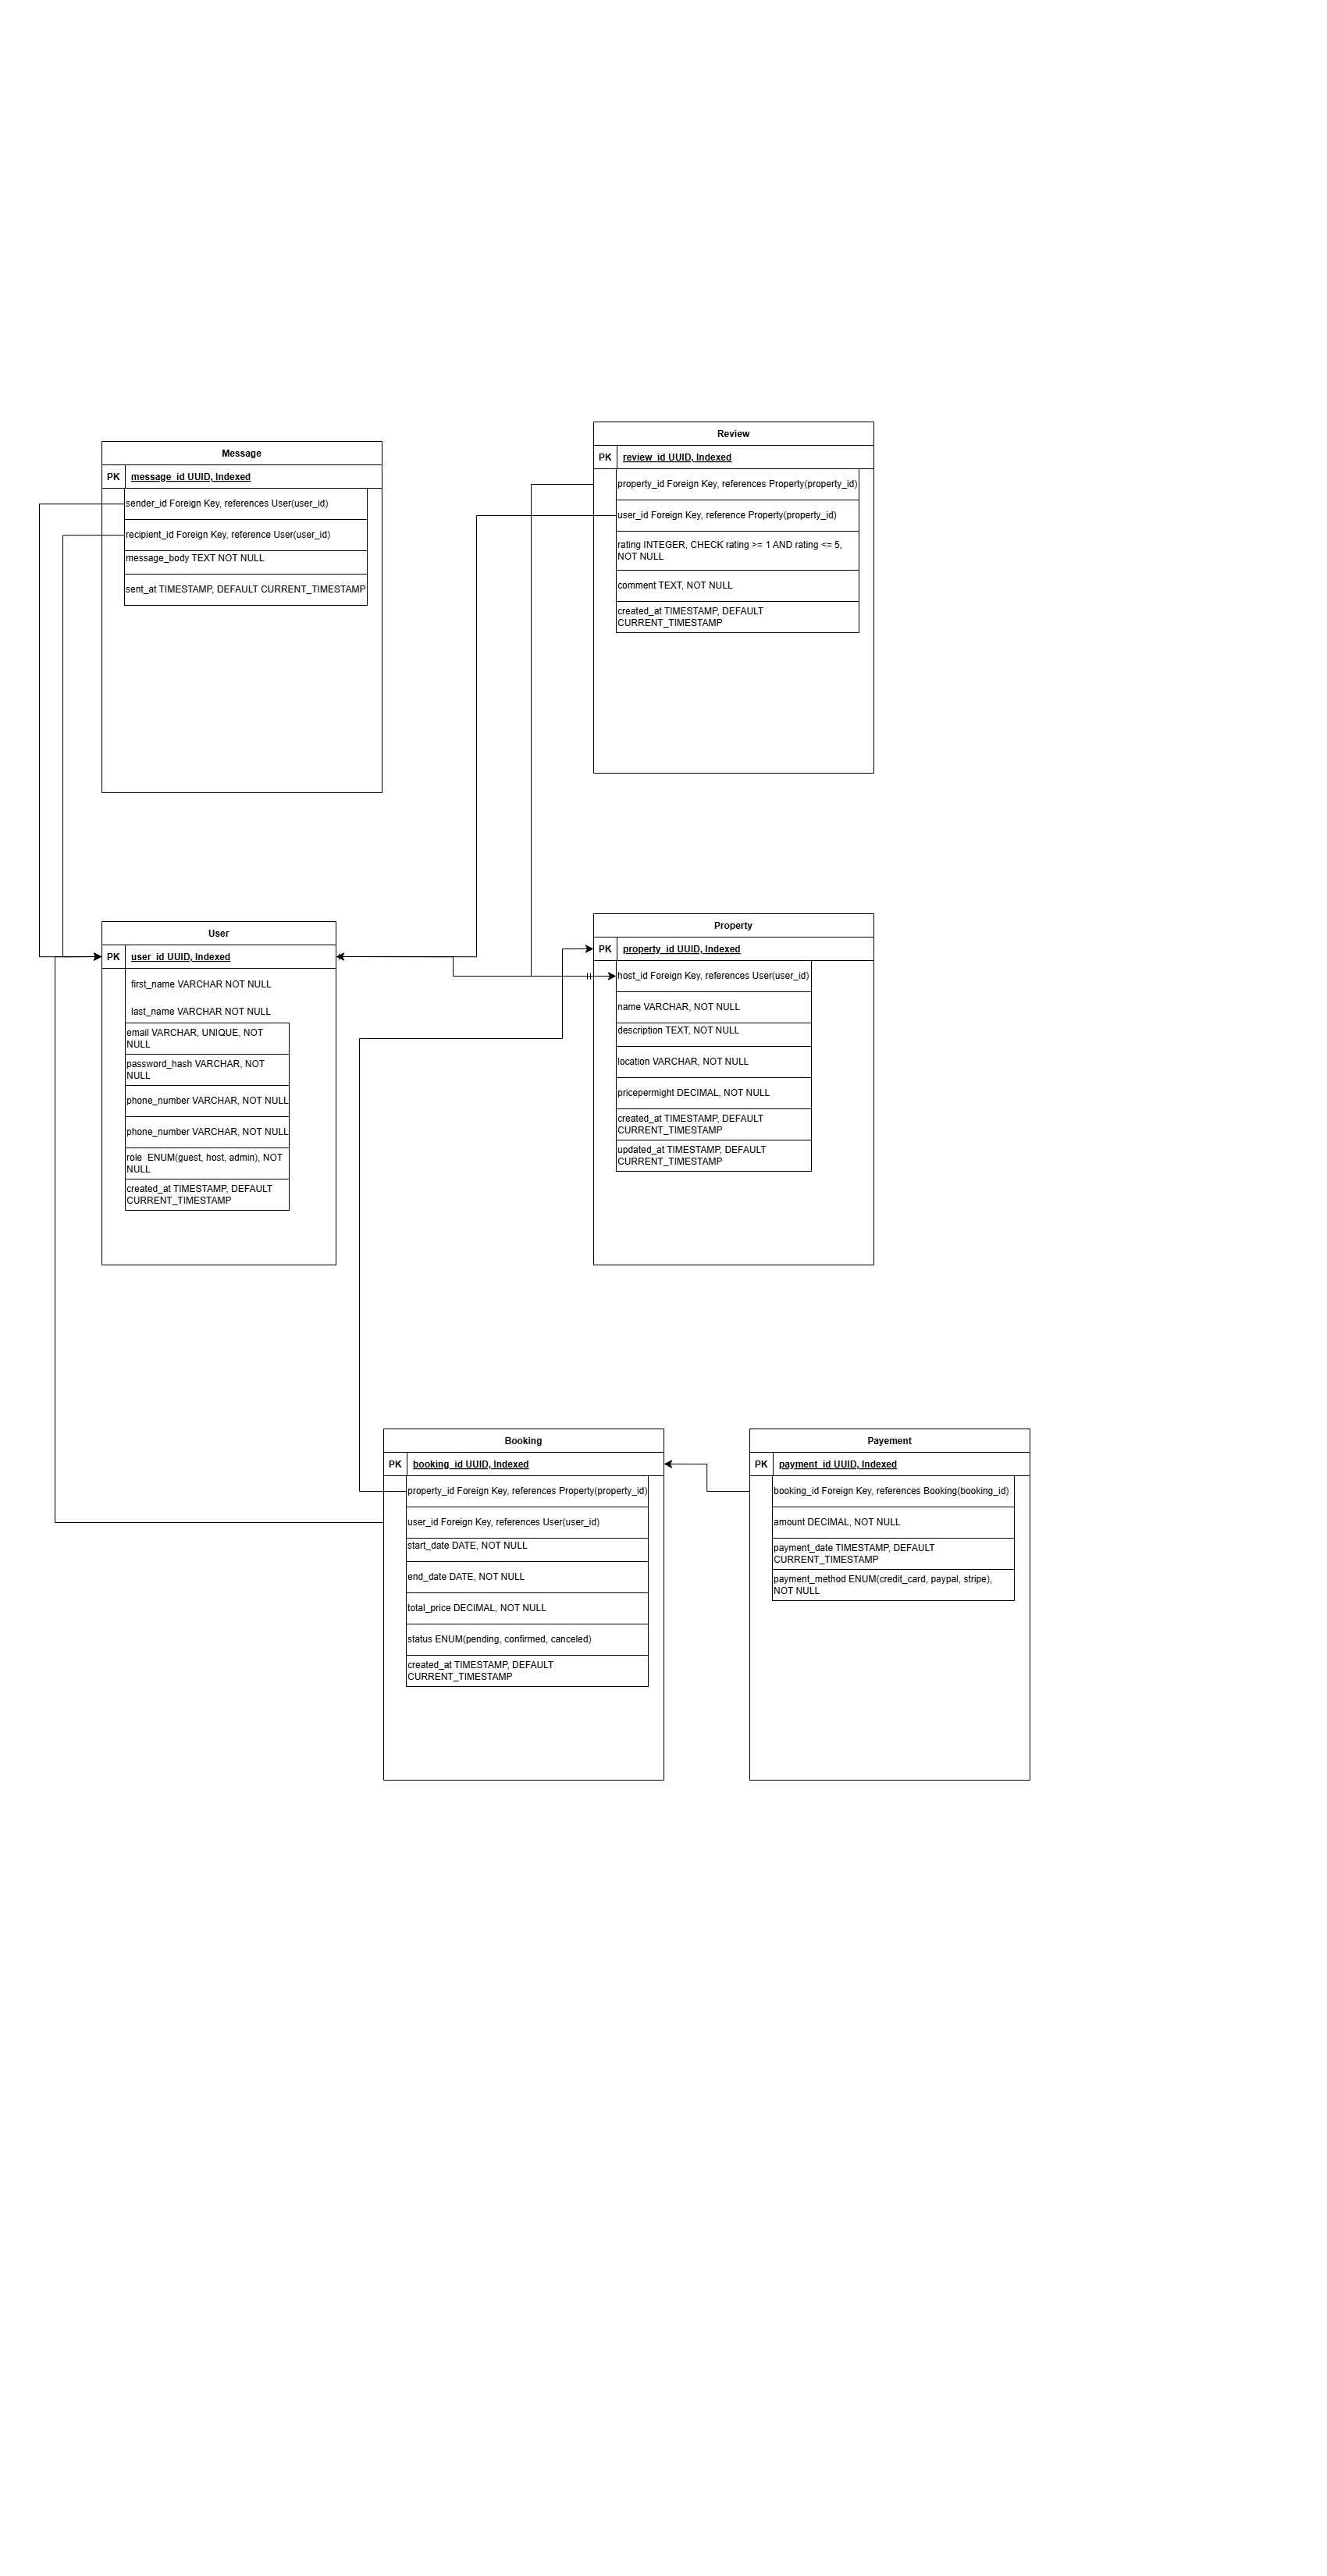 Message
PK message_id UUID, Indexed
sender_id Foreign Key, references User(user_id)
recipient_id Foreign Key, reference User(user_id)
message_body TEXT NOT NULL
sent_at TIMESTAMP, DEFAULT CURRENT_TIMESTAMP
Review
PK review_id UUID, Indexed
property_id Foreign Key, references Property(property_id)
user_id Foreign Key, reference Property(property_id)
rating INTEGER, CHECK rating >= 1 AND rating <= 5,
NOT NULL
comment TEXT, NOT NULL
created_at TIMESTAMP, DEFAULT
CURRENT_TIMESTAMP
User
PK user_id UUID, Indexed
first_name VARCHAR NOT NULL
last_name VARCHAR NOT NULL
email VARCHAR, UNIQUE, NOT
NULL
password_hash VARCHAR, NOT
NULL
phone_number VARCHAR, NOT NULL
phone_number VARCHAR, NOT NULL
role ENUM(guest, host, admin), NOT
NULL
created_at TIMESTAMP, DEFAULT
CURRENT_TIMESTAMP
Property
PK property_id UUID, Indexed
host_id Foreign Key, references User(user_id)
name VARCHAR, NOT NULL
description TEXT, NOT NULL
location VARCHAR, NOT NULL
pricepermight DECIMAL, NOT NULL
created_at TIMESTAMP, DEFAULT
CURRENT_TIMESTAMP
updated_at TIMESTAMP, DEFAULT
CURRENT_TIMESTAMP
Booking
PK booking_id UUID, Indexed
property_id Foreign Key, references Property(property_id)
user_id Foreign Key, references User(user_id)
start_date DATE, NOT NULL
end_date DATE, NOT NULL
total_price DECIMAL, NOT NULL
status ENUM(pending, confirmed, canceled)
created_at TIMESTAMP, DEFAULT
CURRENT_TIMESTAMP
Payement
PK payment_id UUID, Indexed
booking_id Foreign Key, references Booking(booking_id)
amount DECIMAL, NOT NULL
payment_date TIMESTAMP, DEFAULT
CURRENT_TIMESTAMP
payment_method ENUM(credit_card, paypal, stripe),
NOT NULL